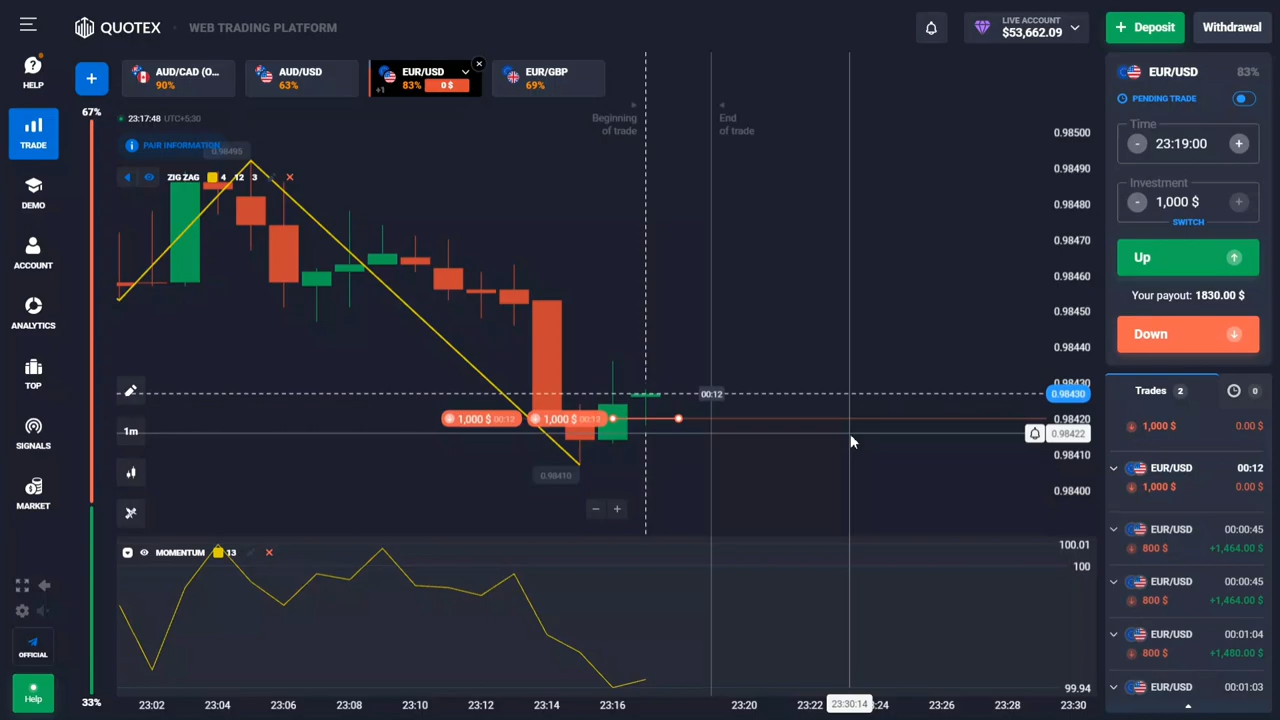 QUOTEX
WEB TRADING PLATFORM
LIVE ACCOUNT
$53,662.09
+ Deposit
Withdrawal
HELP
TRADE
DEMO
ACCOUNT
ANALYTICS
TOP
SIGNALS
MARKET
OFFICIAL
Help
+
AUD/CAD (O...
90%
AUD/USD
63%
EUR/USD
+1 83% 0 $
EUR/GBP
69%
67%
33%
23:17:48 UTC+5:30
PAIR INFORMATION
0.98495
ZIG ZAG 4 12 3
Beginning
of trade
End
of trade
0.98500
0.98490
0.98480
0.98470
0.98460
0.98450
0.98440
0.98430
0.98430
0.98420
0.98422
0.98410
0.98400
00:12
1,000 $ 00:12
1,000 $ 00:12
1m
0.98410
− +
MOMENTUM 13
100.01
100
99.94
23:02 23:04 23:06 23:08 23:10 23:12 23:14 23:16 23:20 23:22 23:30:14 :24 23:26 23:28 23:30
EUR/USD 83%
PENDING TRADE
Time
- 23:19:00 +
Investment
- 1,000 $ +
SWITCH
Up
Your payout: 1830.00 $
Down
Trades 2
0
1,000 $ 0.00 $
EUR/USD 00:12
1,000 $ 0.00 $
EUR/USD 00:00:45
800 $ +1,464.00 $
EUR/USD 00:00:45
800 $ +1,464.00 $
EUR/USD 00:01:04
800 $ +1,480.00 $
EUR/USD 00:01:03